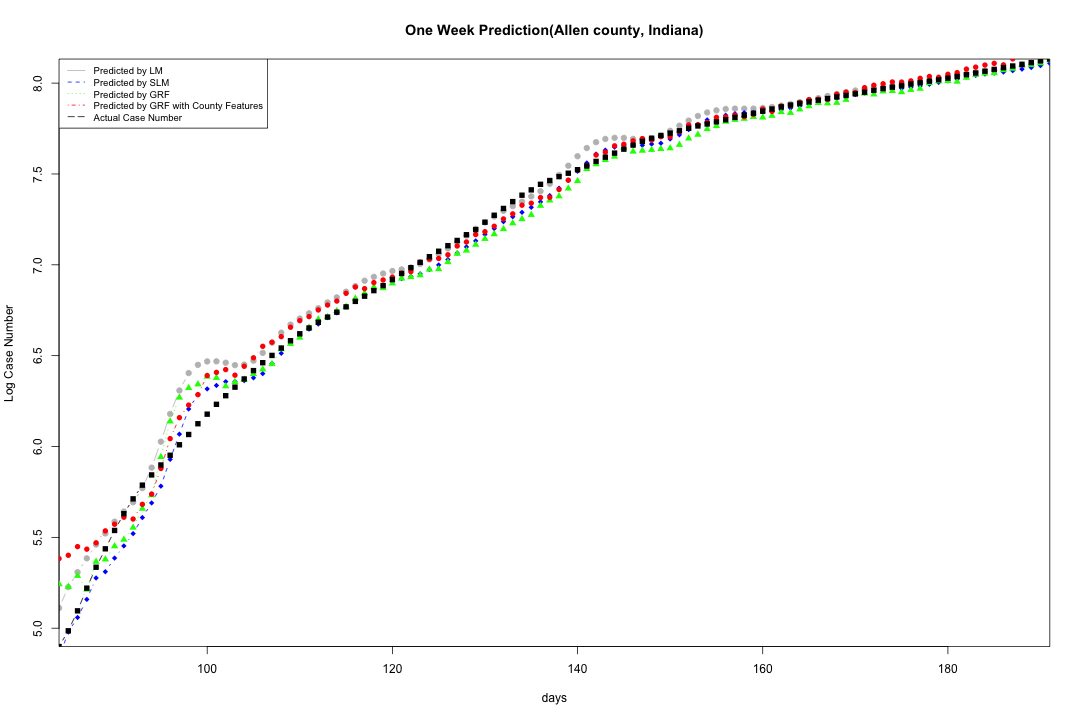 One Week Prediction(Allen county, Indiana)
Predicted by LM
Predicted by SLM
Predicted by GRF
Predicted by GRF with County Features
Actual Case Number
Log Case Number
8.0
7.5
7.0
6.5
6.0
5.5
5.0
100 120 140 160 180
days